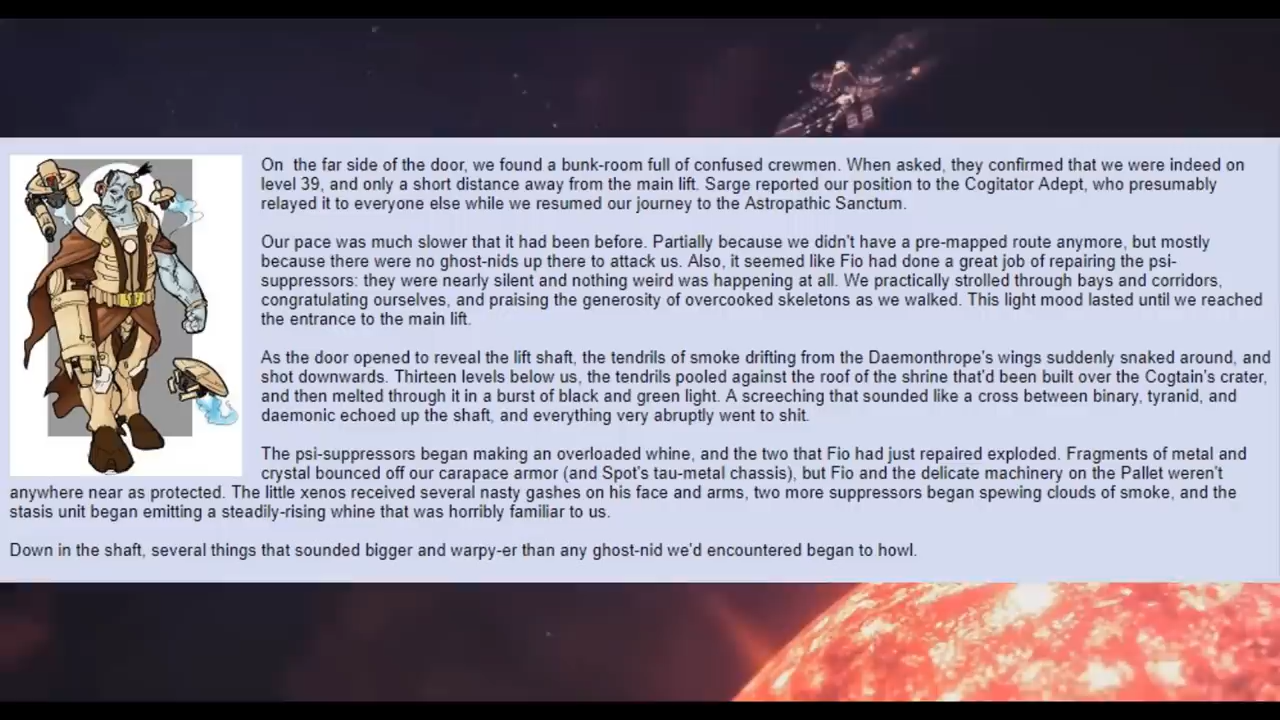 On  the far side of the door, we found a bunk-room full of confused crewmen. When asked, they confirmed that we were indeed on
level 39, and only a short distance away from the main lift. Sarge reported our position to the Cogitator Adept, who presumably
relayed it to everyone else while we resumed our journey to the Astropathic Sanctum.
Our pace was much slower that it had been before. Partially because we didn't have a pre-mapped route anymore, but mostly
because there were no ghost-nids up there to attack us. Also, it seemed like Fio had done a great job of repairing the psi-
suppressors: they were nearly silent and nothing weird was happening at all. We practically strolled through bays and corridors,
congratulating ourselves, and praising the generosity of overcooked skeletons as we walked. This light mood lasted until we reached
the entrance to the main lift.
As the door opened to reveal the lift shaft, the tendrils of smoke drifting from the Daemonthrope's wings suddenly snaked around, and
shot downwards. Thirteen levels below us, the tendrils pooled against the roof of the shrine that'd been built over the Cogtain's crater,
and then melted through it in a burst of black and green light. A screeching that sounded like a cross between binary, tyranid, and
daemonic echoed up the shaft, and everything very abruptly went to shit.
The psi-suppressors began making an overloaded whine, and the two that Fio had just repaired exploded. Fragments of metal and
crystal bounced off our carapace armor (and Spot's tau-metal chassis), but Fio and the delicate machinery on the Pallet weren't
anywhere near as protected. The little xenos received several nasty gashes on his face and arms, two more suppressors began spewing clouds of smoke, and the
stasis unit began emitting a steadily-rising whine that was horribly familiar to us.
Down in the shaft, several things that sounded bigger and warpy-er than any ghost-nid we'd encountered began to howl.